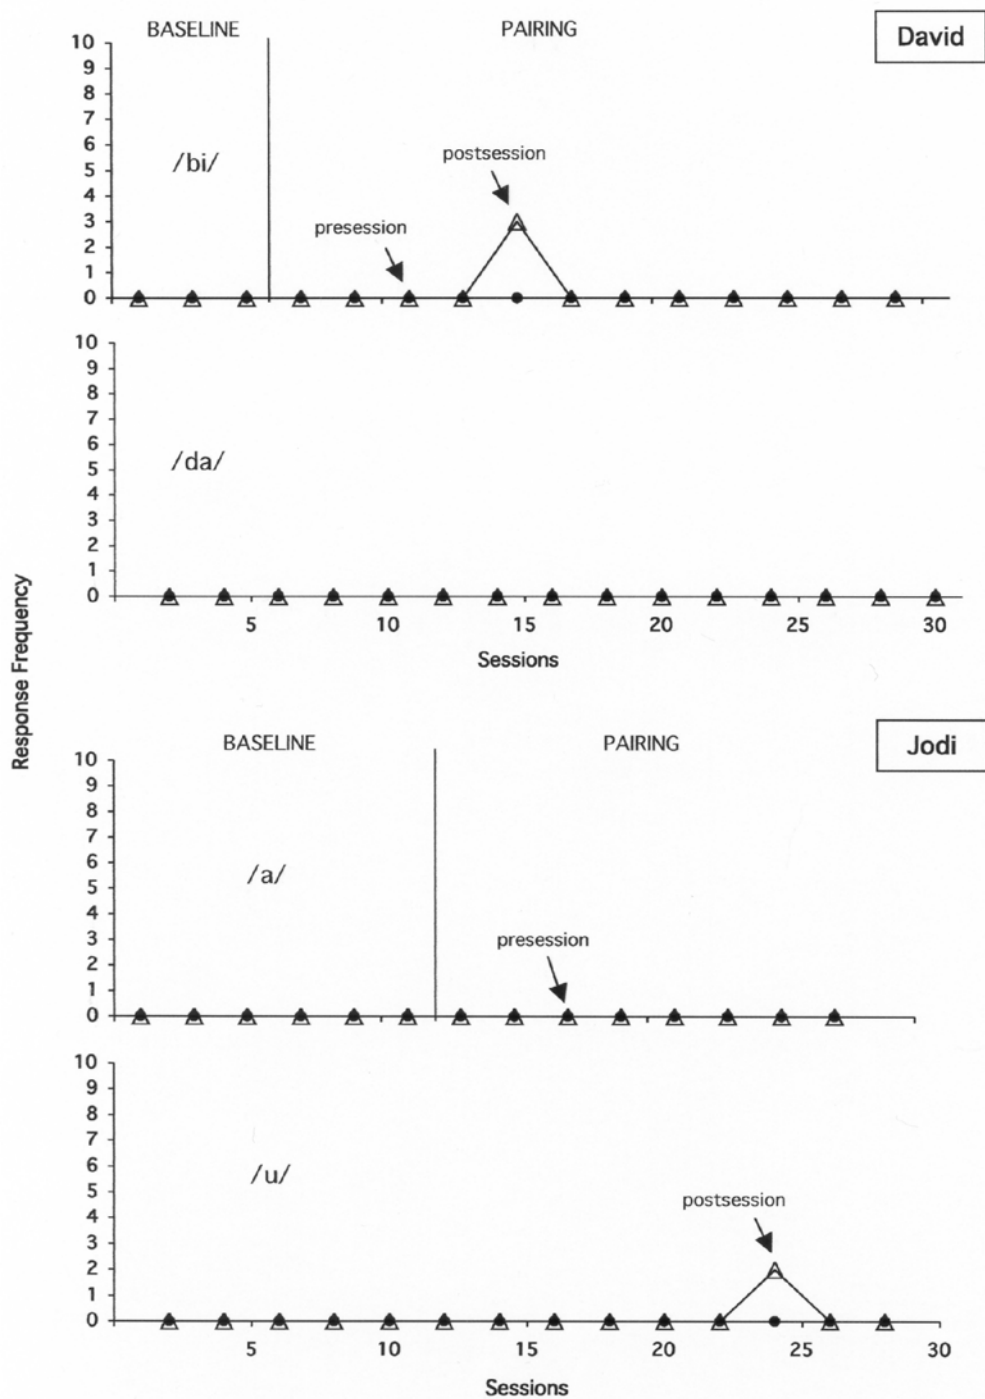 BASELINE PAIRING David
10
9
8
7
6
5
4
3
2
1
0
/bi/
postsession
presession
10
9
8
7
6
5
4
3
2
1
0
/da/
5 10 15 20 25 30
Sessions
Response Frequency
BASELINE PAIRING Jodi
10
9
8
7
6
5
4
3
2
1
0
/a/
presession
10
9
8
7
6
5
4
3
2
1
0
/u/
postsession
5 10 15 20 25 30
Sessions